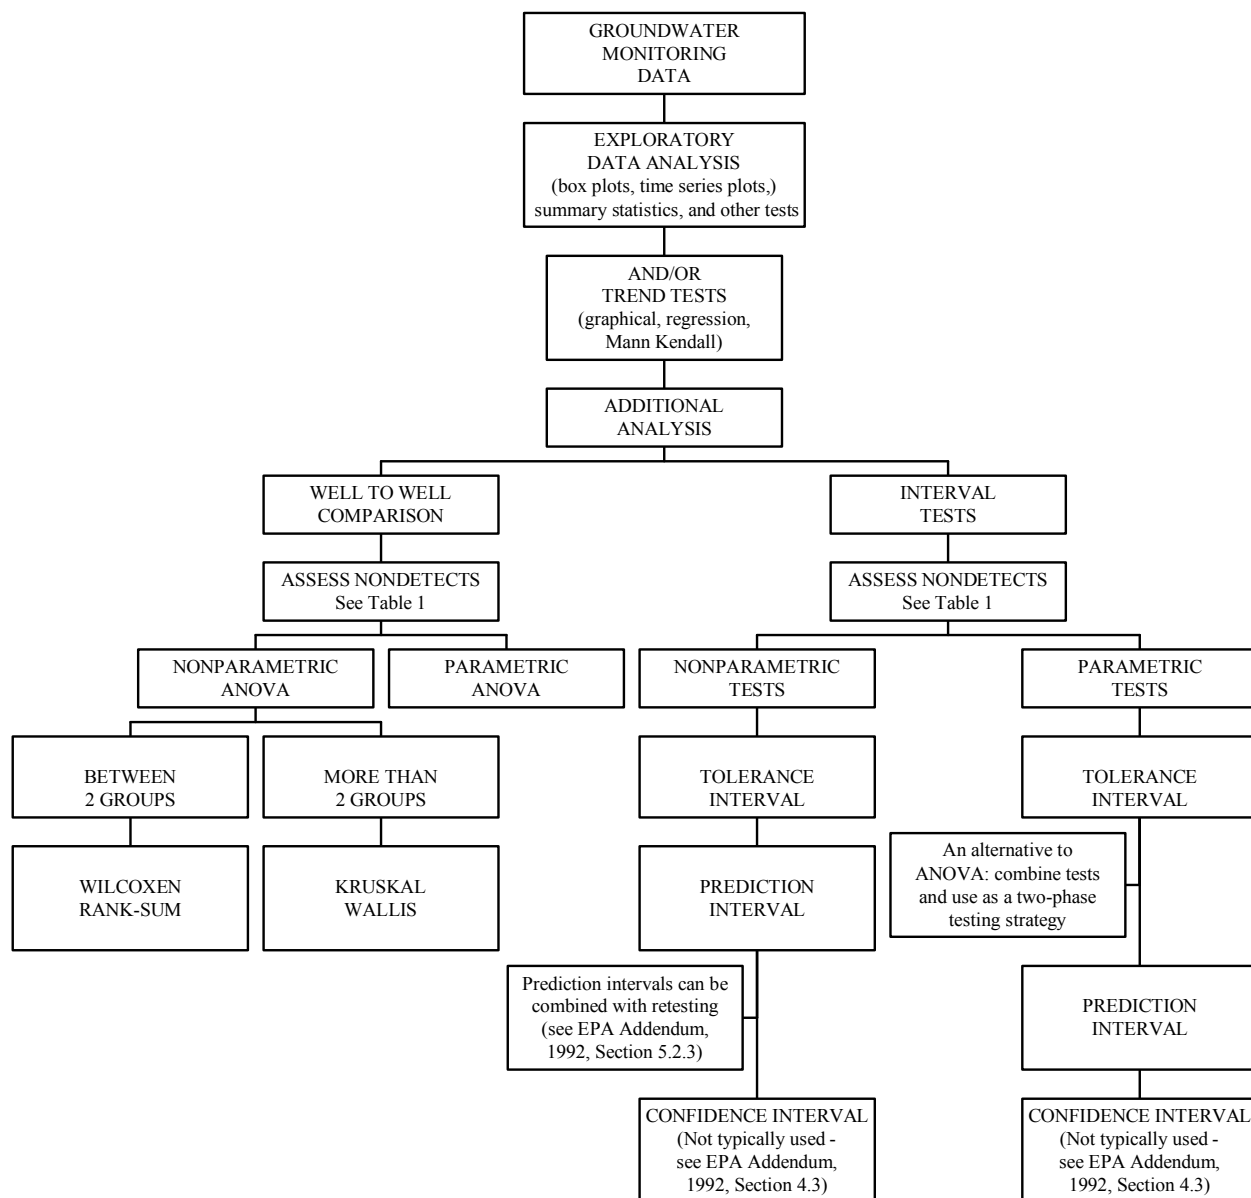 GROUNDWATER
MONITORING
DATA
EXPLORATORY
DATA ANALYSIS
(box plots, time series plots,)
summary statistics, and other tests
AND/OR
TREND TESTS
(graphical, regression,
Mann Kendall)
ADDITIONAL
ANALYSIS
WELL TO WELL
COMPARISON
INTERVAL
TESTS
ASSESS NONDETECTS
See Table 1
ASSESS NONDETECTS
See Table 1
NONPARAMETRIC
ANOVA
PARAMETRIC
ANOVA
NONPARAMETRIC
TESTS
PARAMETRIC
TESTS
BETWEEN
2 GROUPS
MORE THAN
2 GROUPS
TOLERANCE
INTERVAL
TOLERANCE
INTERVAL
WILCOXEN
RANK-SUM
KRUSKAL
WALLIS
PREDICTION
INTERVAL
An alternative to
ANOVA: combine tests
and use as a two-phase
testing strategy
Prediction intervals can be
combined with retesting
(see EPA Addendum,
1992, Section 5.2.3)
PREDICTION
INTERVAL
CONFIDENCE INTERVAL
(Not typically used -
see EPA Addendum,
1992, Section 4.3)
CONFIDENCE INTERVAL
(Not typically used -
see EPA Addendum,
1992, Section 4.3)